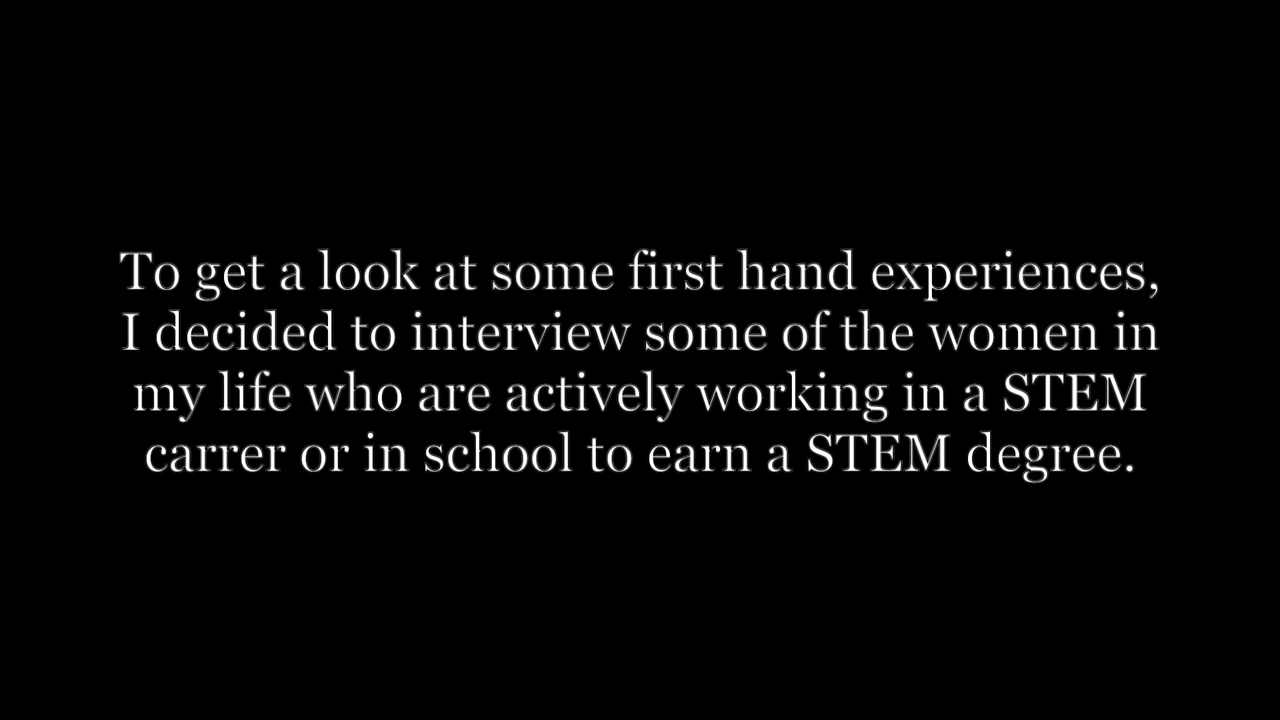 To get a look at some first hand experiences,
I decided to interview some of the women in
my life who are actively working in a STEM
carrer or in school to earn a STEM degree.